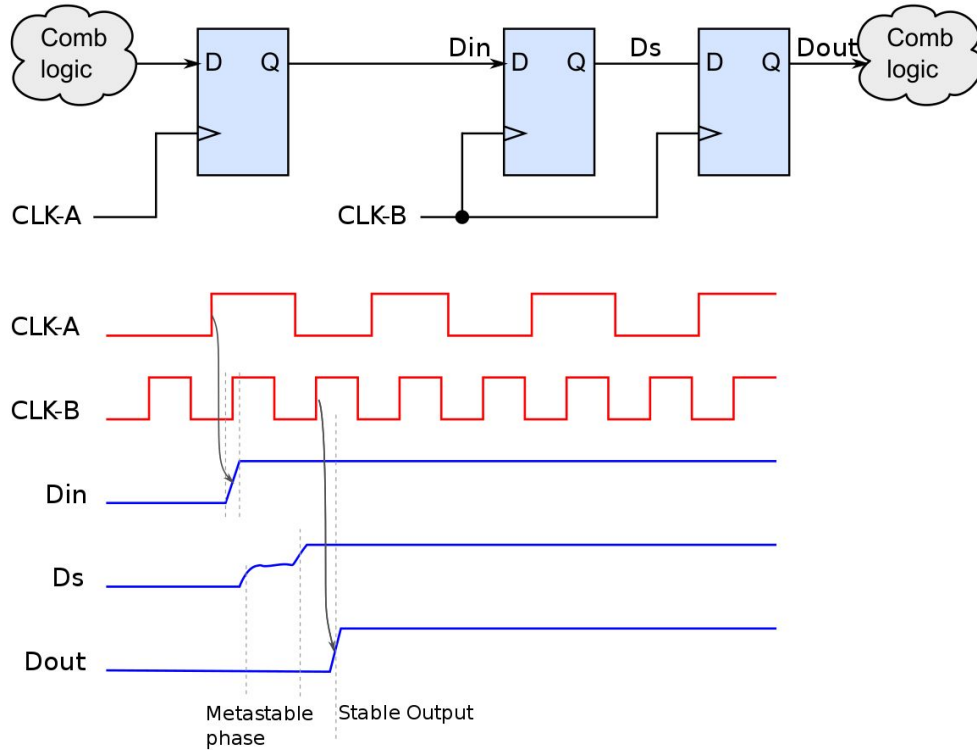 Comb
logic
D Q
Din
D Q
Ds
D Q
Dout
Comb
logic
CLK-A
CLK-B
CLK-A
CLK-B
Din
Ds
Dout
Metastable
phase
Stable Output